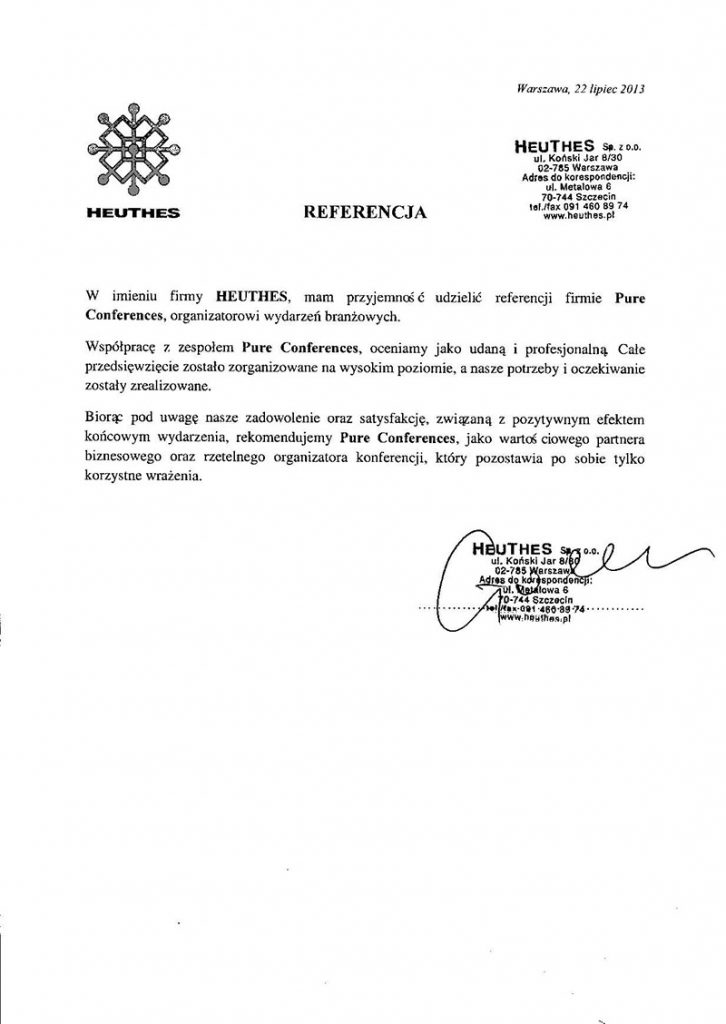 Warszawa, 22 lipiec 2013
HEUTHES Sp. z o.o.
ul. Koński Jar 8/30
02-785 Warszawa
Adres do korespondencji:
ul. Metalowa 6
70-744 Szczecin
tel./fax 091 460 89 74
www.heuthes.pl
HEUTHES
REFERENCJA
W imieniu firmy HEUTHES, mam przyjemność udzielić referencji firmie Pure
Conferences, organizatorowi wydarzeń branżowych.
Współpracę z zespołem Pure Conferences, oceniamy jako udaną i profesjonalną. Całe
przedsięwzięcie zostało zorganizowane na wysokim poziomie, a nasze potrzeby i oczekiwanie
zostały zrealizowane.
Biorąc pod uwagę nasze zadowolenie oraz satysfakcję, związaną z pozytywnym efektem
końcowym wydarzenia, rekomendujemy Pure Conferences, jako wartościowego partnera
biznesowego oraz rzetelnego organizatora konferencji, który pozostawia po sobie tylko
korzystne wrażenia.
HEUTHES Sp. z o.o.
ul. Koński Jar 8/30
02-785 Warszawa
Adres do korespondencji:
ul. Metalowa 6
70-744 Szczecin
tel./fax 091 460 89 74
www.heuthes.pl